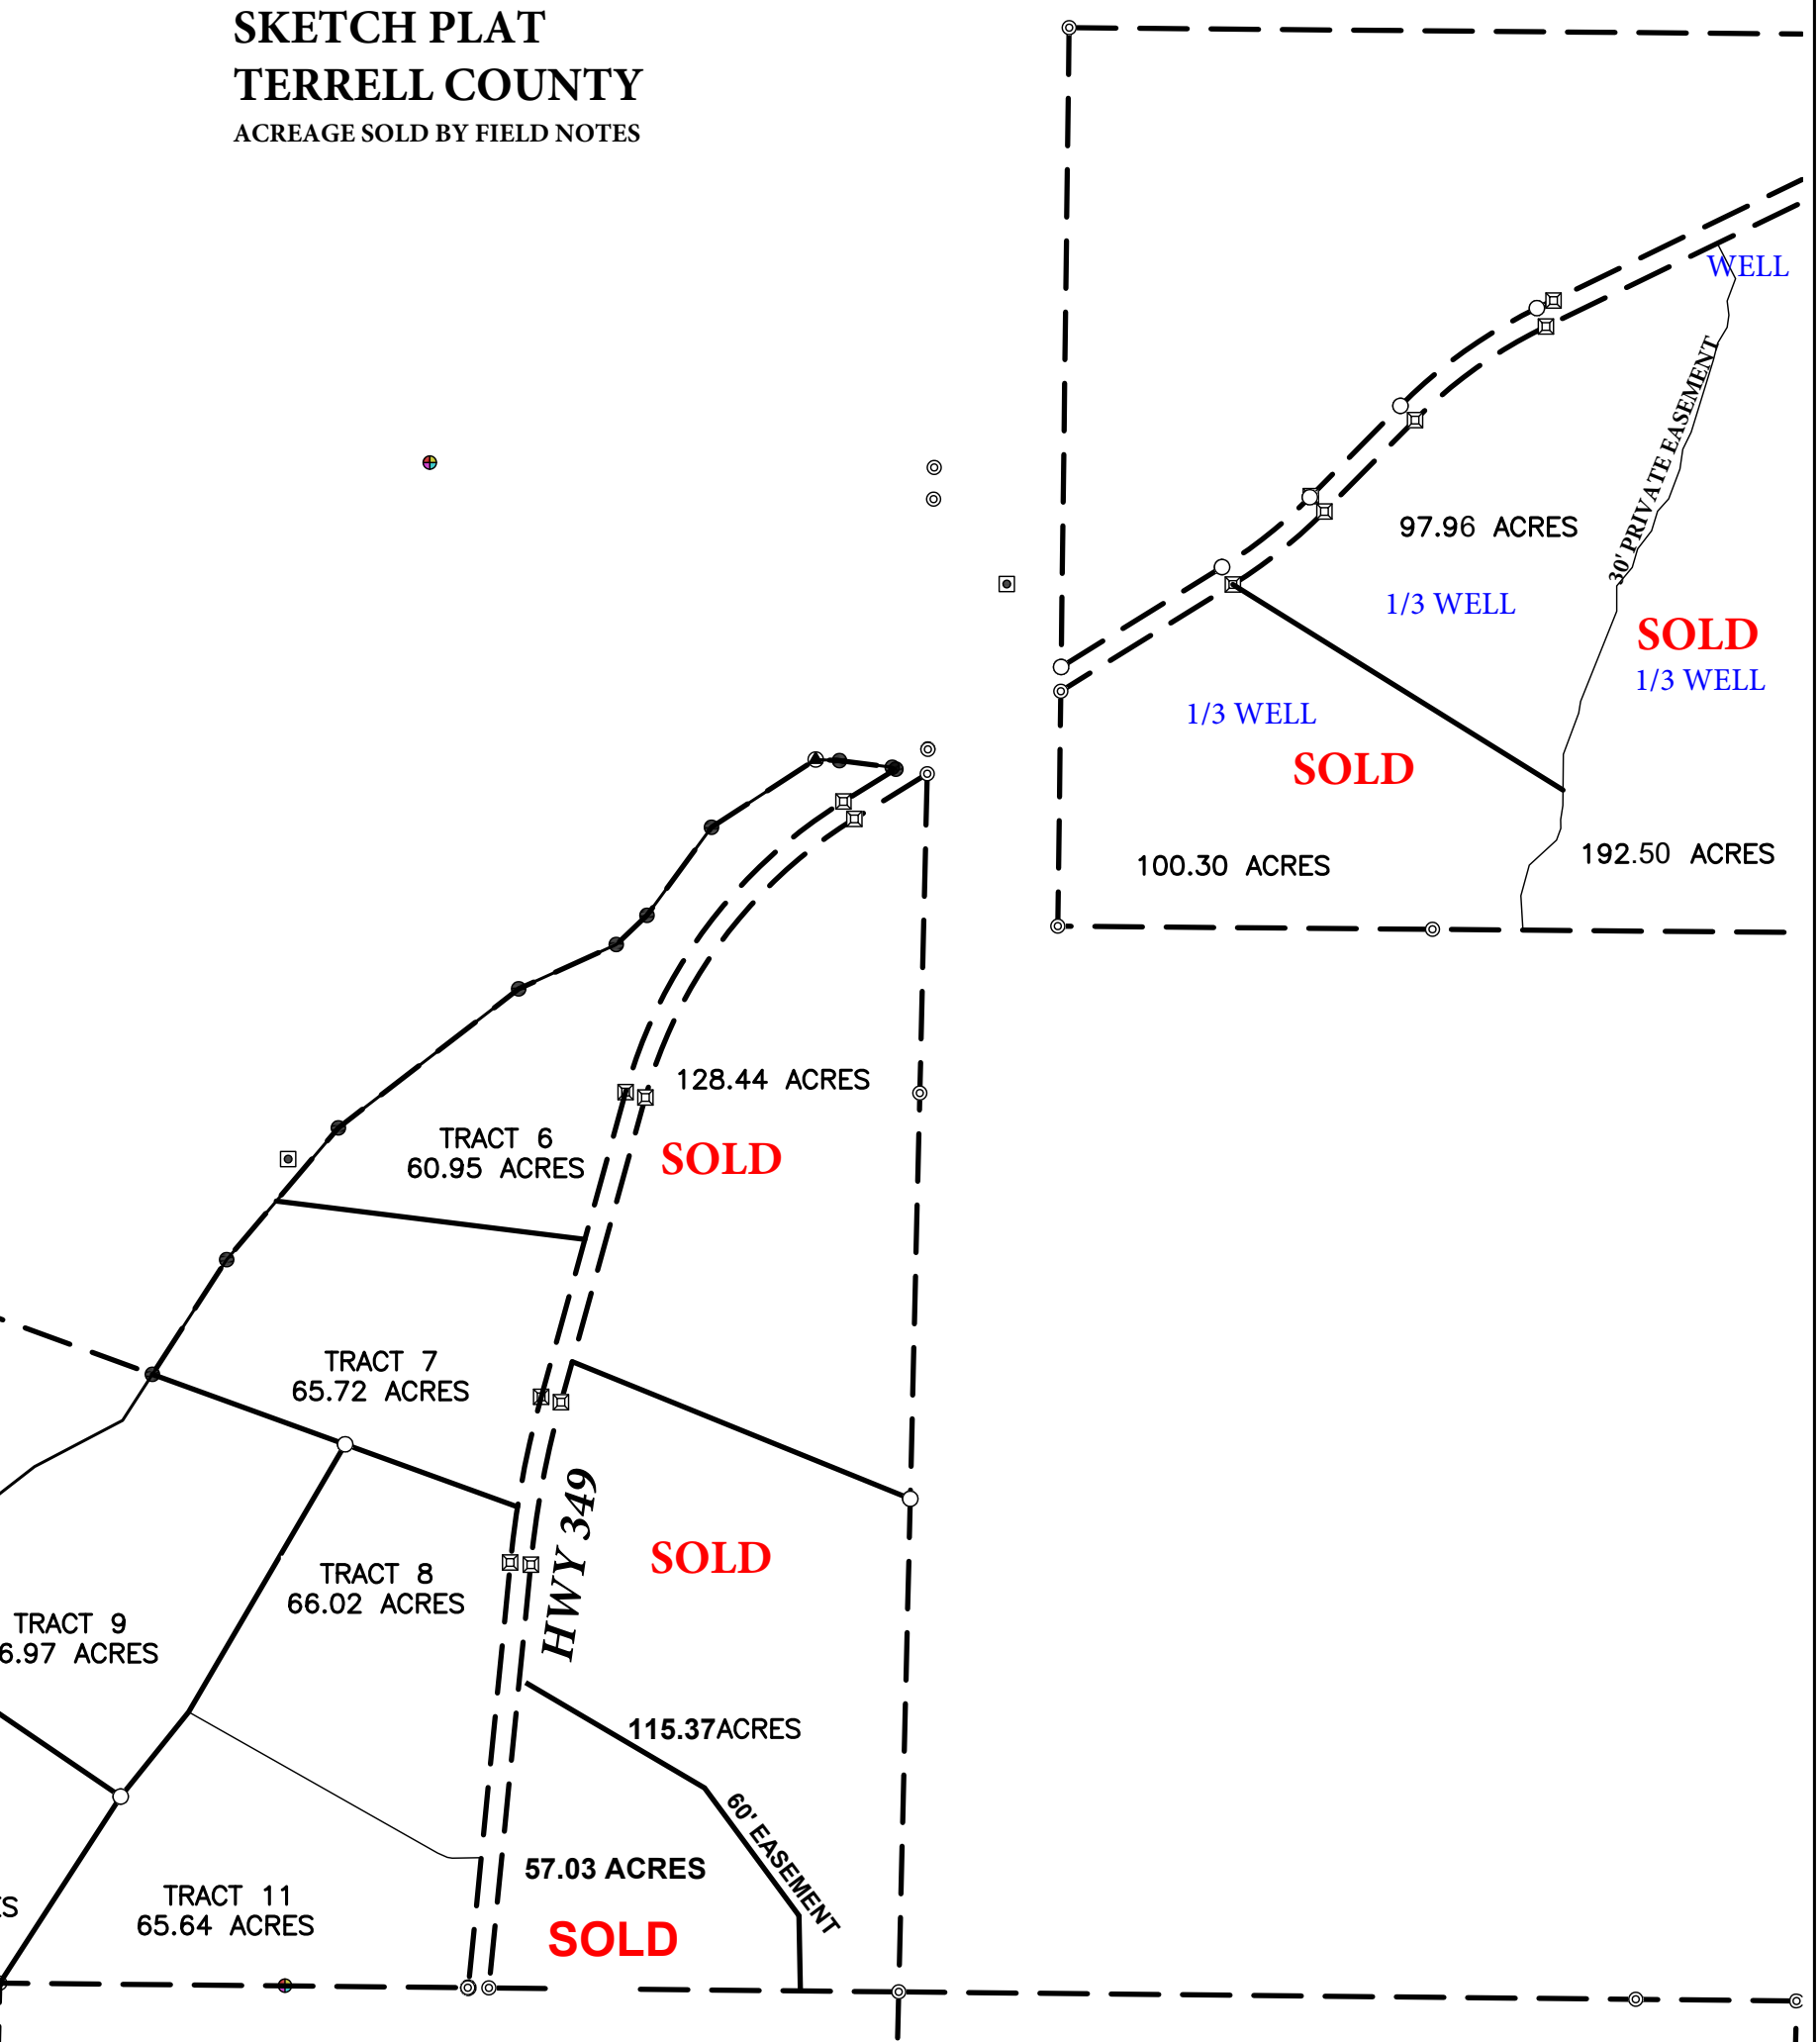 SKETCH PLAT
TERRELL COUNTY
ACREAGE SOLD BY FIELD NOTES
WELL
30' PRIVATE EASEMENT
97.96 ACRES
1/3 WELL
SOLD
1/3 WELL
1/3 WELL
SOLD
100.30 ACRES
192.50 ACRES
128.44 ACRES
SOLD
TRACT 6
60.95 ACRES
TRACT 7
65.72 ACRES
HWY 349
SOLD
TRACT 8
66.02 ACRES
TRACT 9
6.97 ACRES
115.37ACRES
60' EASEMENT
57.03 ACRES
SOLD
TRACT 11
65.64 ACRES